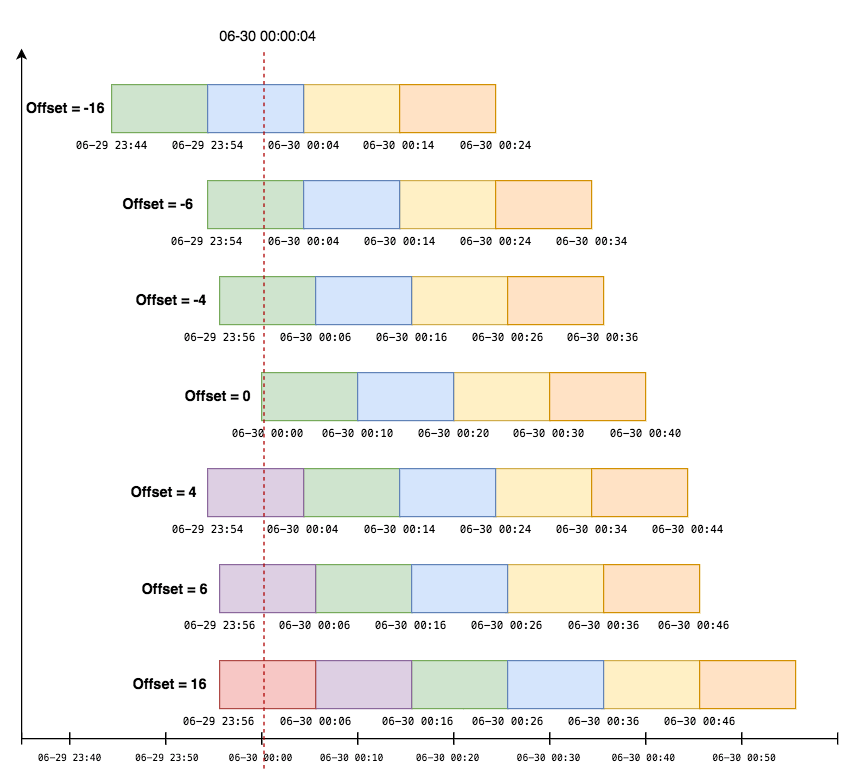 06-30 00:00:04
Offset = -16
06-29 23:44 06-29 23:54 06-30 00:04 06-30 00:14 06-30 00:24
Offset = -6
06-29 23:54 06-30 00:04 06-30 00:14 06-30 00:24 06-30 00:34
Offset = -4
06-29 23:56 06-30 00:06 06-30 00:16 06-30 00:26 06-30 00:36
Offset = 0
06-30 00:00 06-30 00:10 06-30 00:20 06-30 00:30 06-30 00:40
Offset = 4
06-29 23:54 06-30 00:04 06-30 00:14 06-30 00:24 06-30 00:34 06-30 00:44
Offset = 6
06-29 23:56 06-30 00:06 06-30 00:16 06-30 00:26 06-30 00:36 06-30 00:46
Offset = 16
06-29 23:56 06-30 00:06 06-30 00:16 06-30 00:26 06-30 00:36 06-30 00:46
06-29 23:40 06-29 23:50 06-30 00:00 06-30 00:10 06-30 00:20 06-30 00:30 06-30 00:40 06-30 00:50